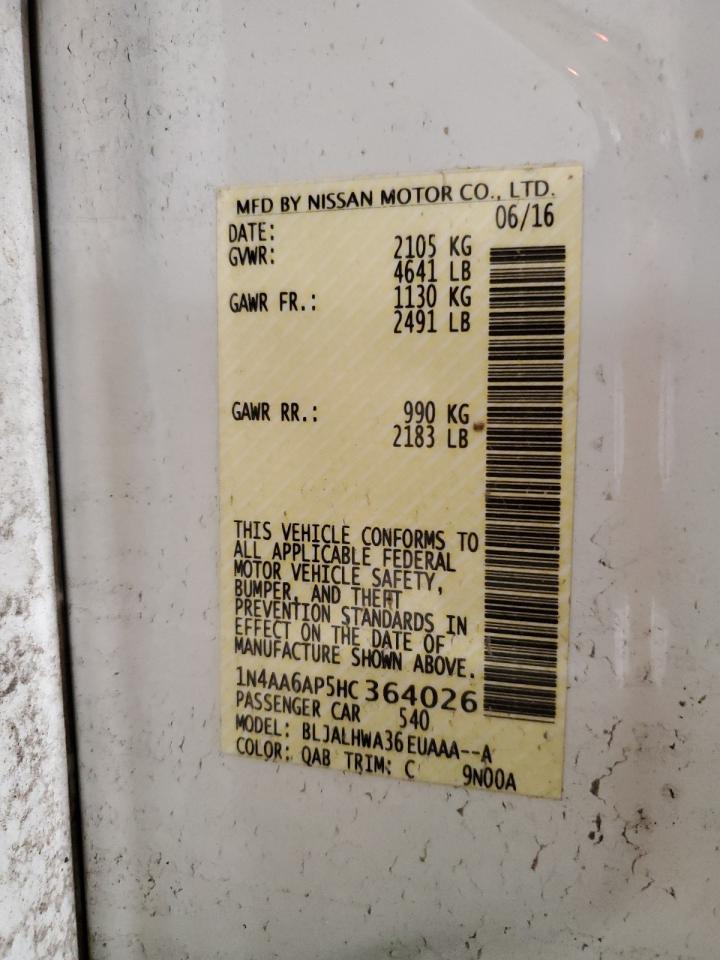 MFD BY NISSAN MOTOR CO., LTD.
DATE: 06/16
GVWR: 2105 KG
4641 LB
GAWR FR.: 1130 KG
2491 LB
GAWR RR.: 990 KG
2183 LB
THIS VEHICLE CONFORMS TO
ALL APPLICABLE FEDERAL
MOTOR VEHICLE SAFETY,
BUMPER, AND THEFT
PREVENTION STANDARDS IN
EFFECT ON THE DATE OF
MANUFACTURE SHOWN ABOVE.
1N4AA6AP5HC364026
PASSENGER CAR 540
MODEL: BLJALHWA36EUAAA--A
COLOR: QAB TRIM: C 9N00A